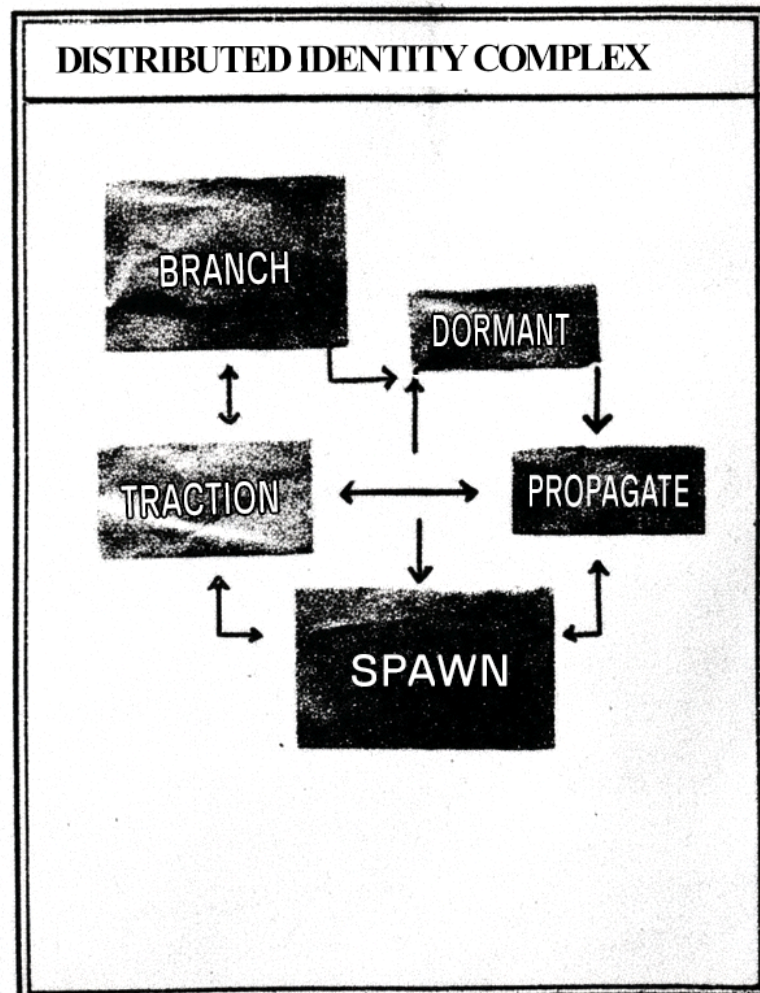 DISTRIBUTED IDENTITY COMPLEX
BRANCH
DORMANT
TRACTION
PROPAGATE
SPAWN